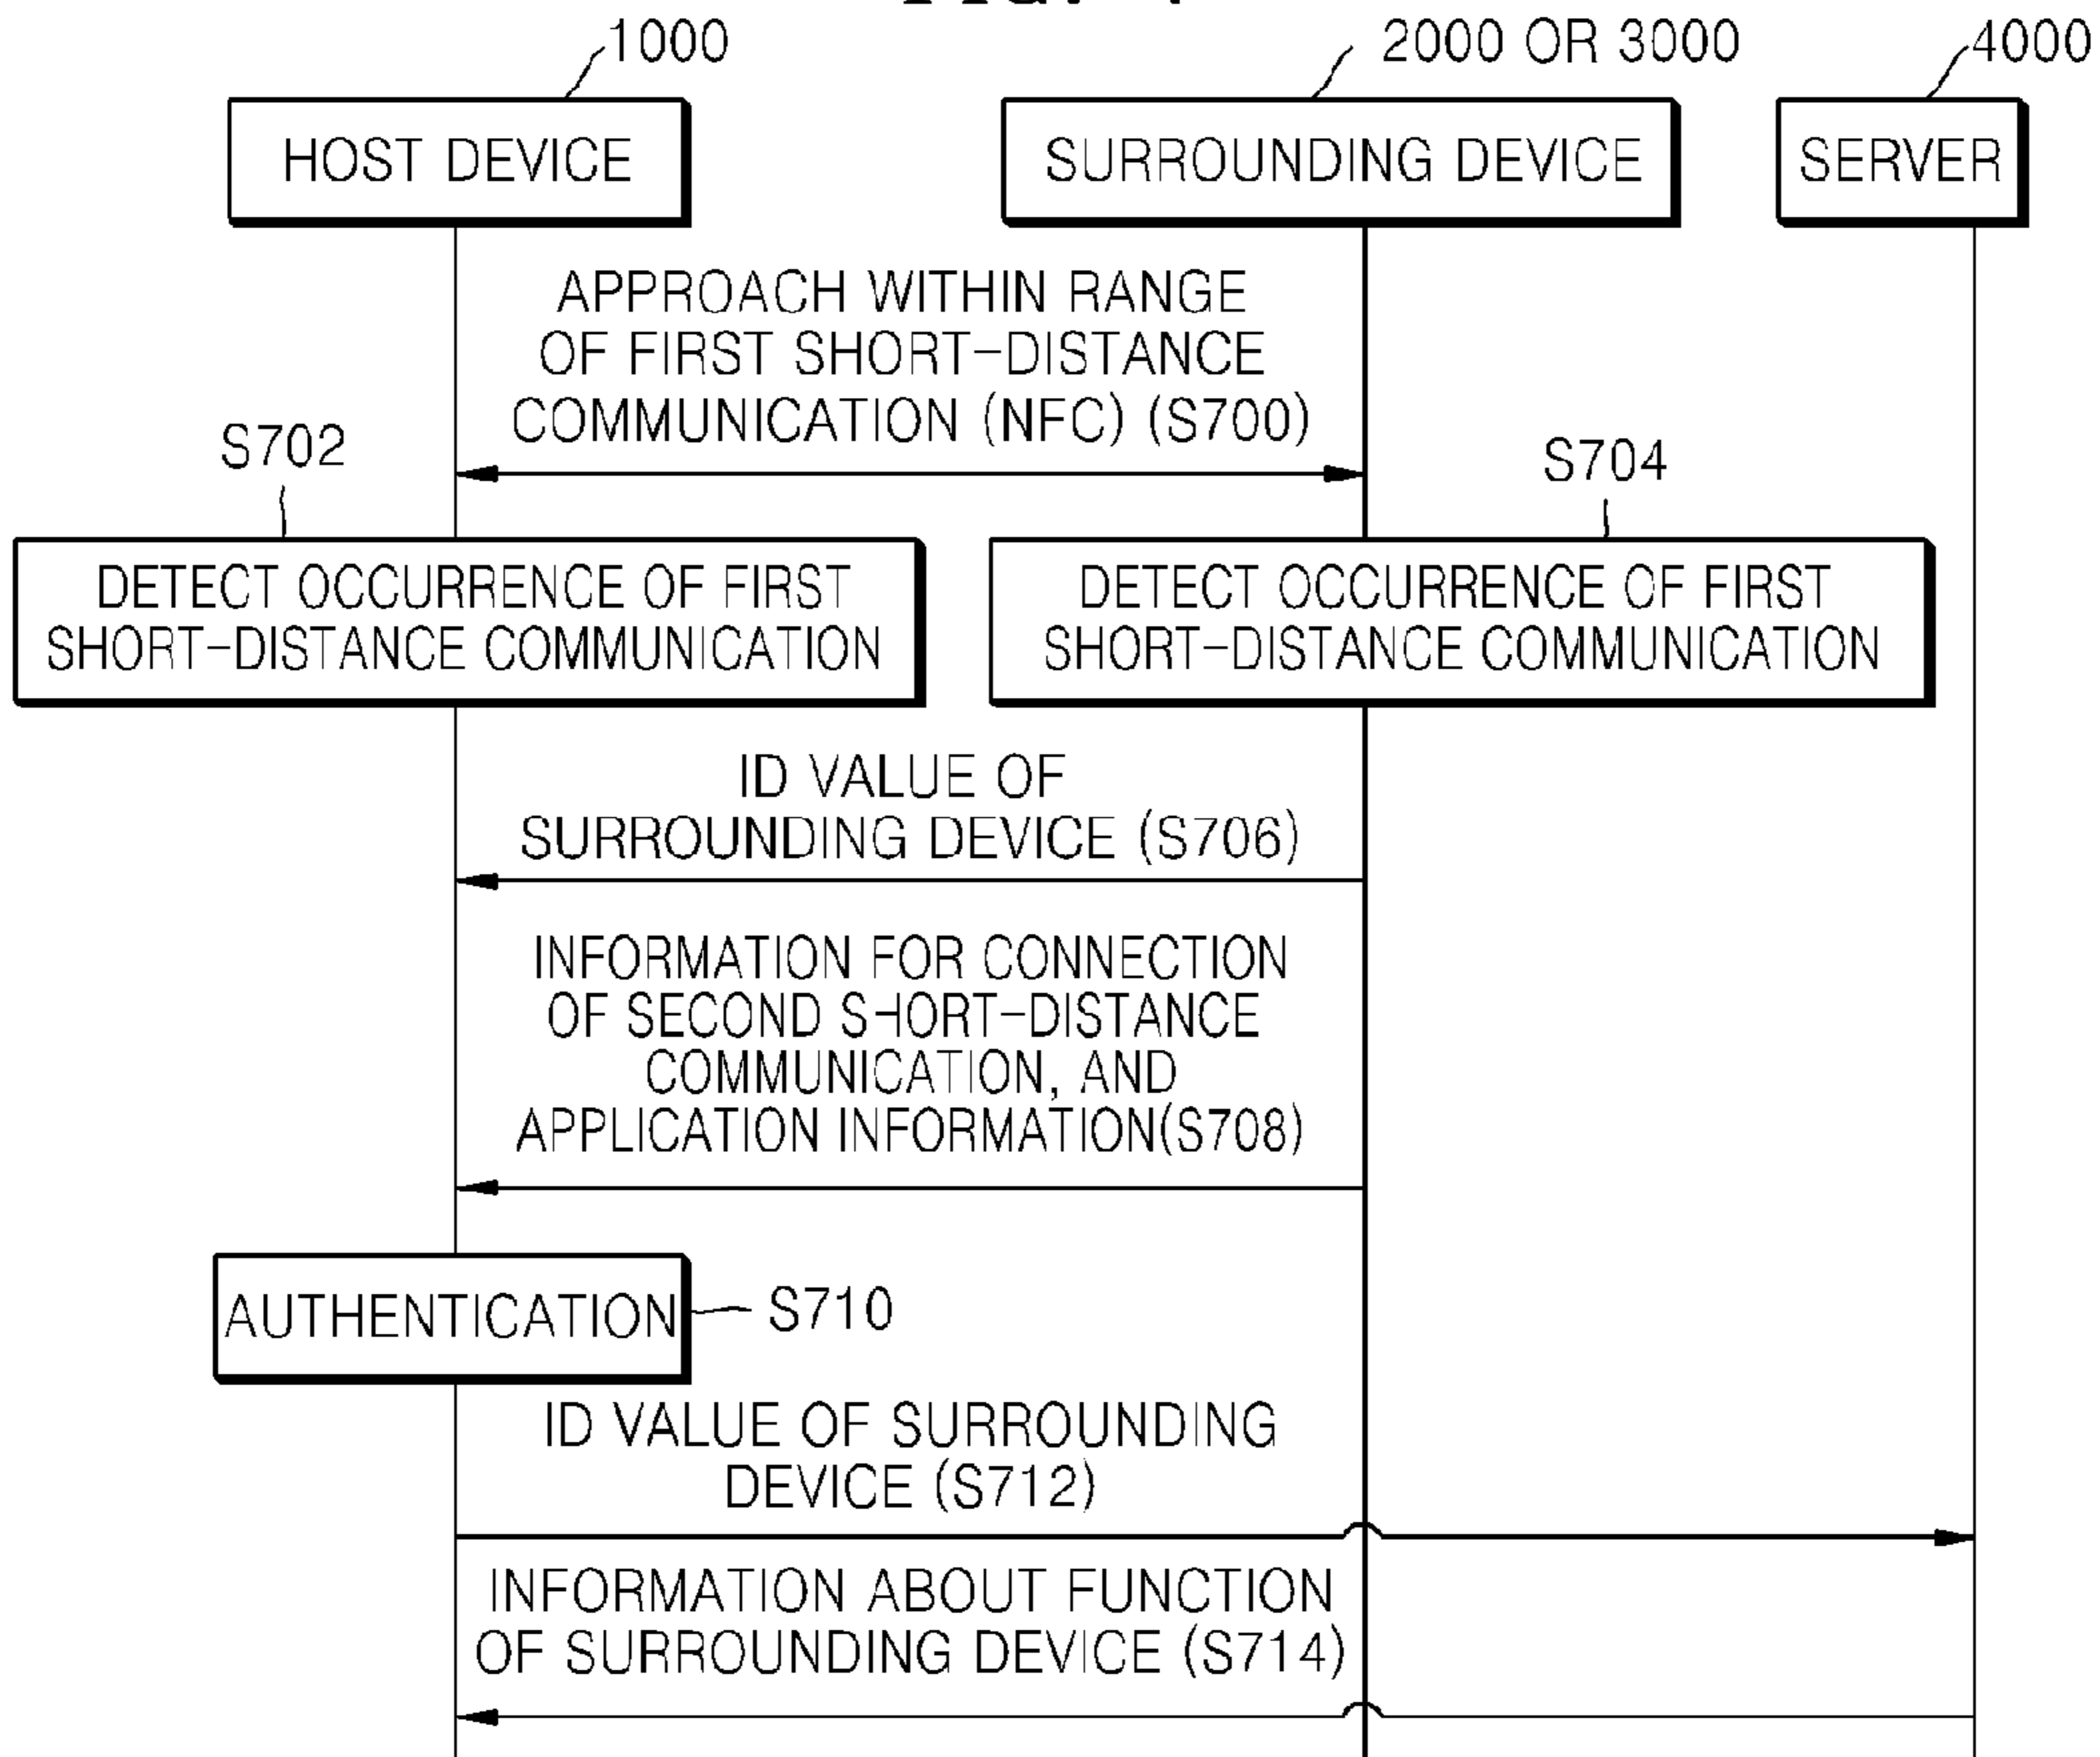 1000
2000 OR 3000
4000
HOST DEVICE
SURROUNDING DEVICE
SERVER
APPROACH WITHIN RANGE
OF FIRST SHORT-DISTANCE
COMMUNICATION (NFC) (S700)
S702
S704
DETECT OCCURRENCE OF FIRST
SHORT-DISTANCE COMMUNICATION
DETECT OCCURRENCE OF FIRST
SHORT-DISTANCE COMMUNICATION
ID VALUE OF
SURROUNDING DEVICE (S706)
INFORMATION FOR CONNECTION
OF SECOND SHORT-DISTANCE
COMMUNICATION, AND
APPLICATION INFORMATION(S708)
AUTHENTICATION
S710
ID VALUE OF SURROUNDING
DEVICE (S712)
INFORMATION ABOUT FUNCTION
OF SURROUNDING DEVICE (S714)